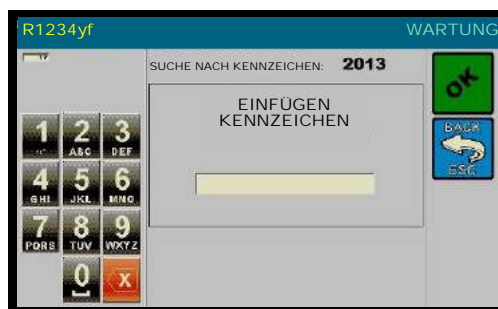 R1234yf WARTUNG
SUCHE NACH KENNZEICHEN: 2013
EINFÜGEN
KENNZEICHEN
OK
BACK
ESC
1 2 3
ABC DEF
4 5 6
GHI JKL MNO
7 8 9
PQRS TUV WXYZ
0 X